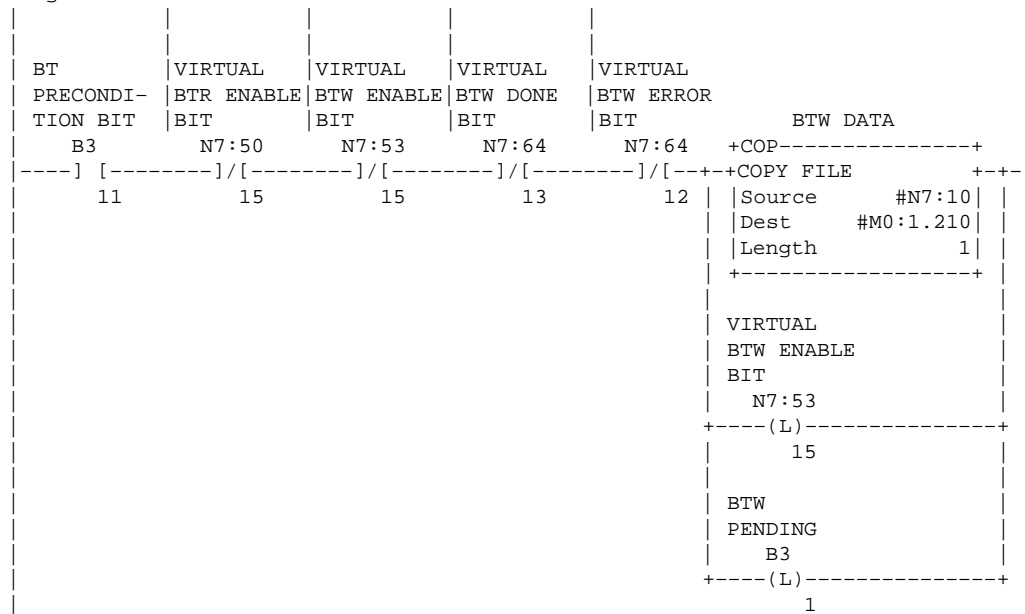 BT |VIRTUAL |VIRTUAL |VIRTUAL |VIRTUAL
PRECONDI- |BTR ENABLE|BTW ENABLE|BTW DONE |BTW ERROR
TION BIT |BIT |BIT |BIT |BIT BTW DATA
B3 N7:50 N7:53 N7:64 N7:64 +COP---------------+
|----] [--------]/[--------]/[--------]/[--------]/[--+-+COPY FILE +-+-
11 15 15 13 12 | |Source #N7:10| |
| |Dest #M0:1.210| |
| |Length 1| |
| +------------------+ |
VIRTUAL
BTW ENABLE
BIT
N7:53
+----(L)---------------+
15
BTW
PENDING
B3
+----(L)---------------+
1